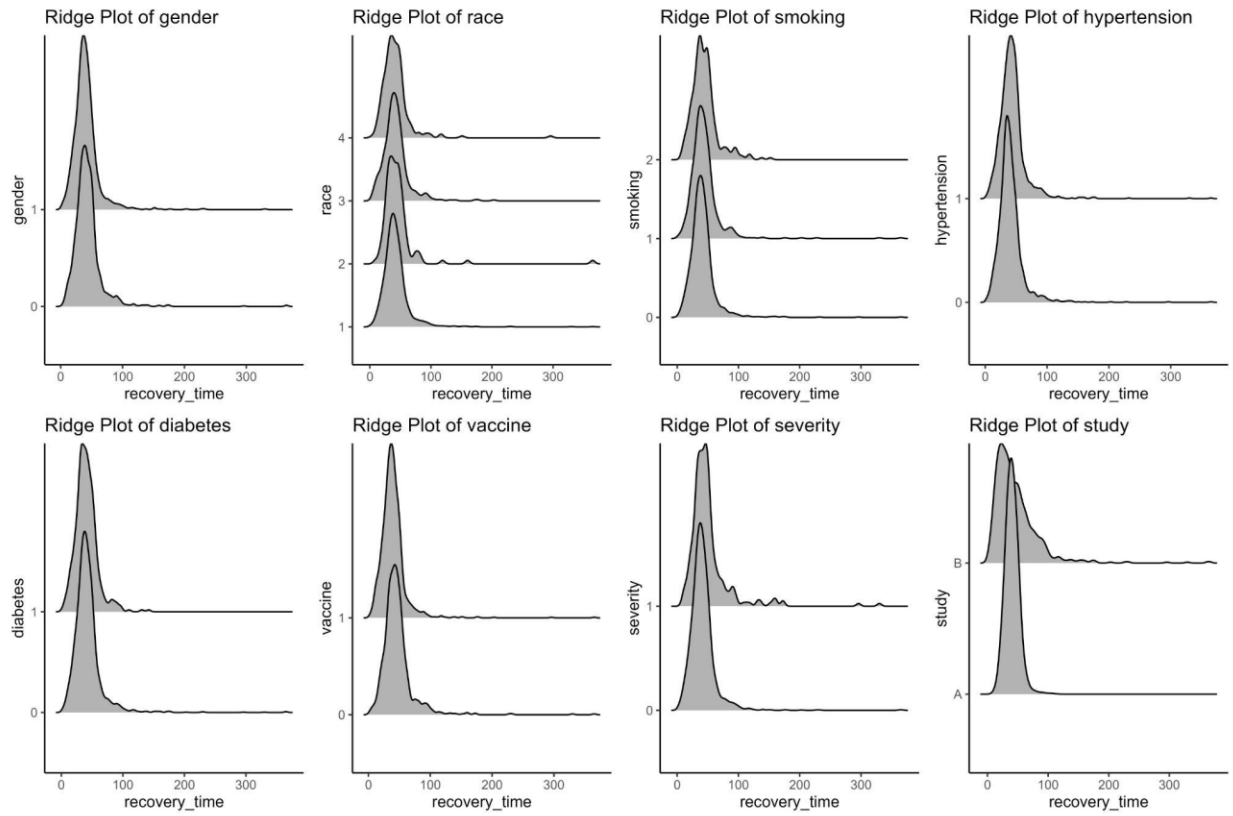 Ridge Plot of gender
gender
1
0
0 100 200 300
recovery_time
Ridge Plot of race
race
4
3
2
1
0 100 200 300
recovery_time
Ridge Plot of smoking
smoking
2
1
0
0 100 200 300
recovery_time
Ridge Plot of hypertension
hypertension
1
0
0 100 200 300
recovery_time
Ridge Plot of diabetes
diabetes
1
0
0 100 200 300
recovery_time
Ridge Plot of vaccine
vaccine
1
0
0 100 200 300
recovery_time
Ridge Plot of severity
severity
1
0
0 100 200 300
recovery_time
Ridge Plot of study
study
B
A
0 100 200 300
recovery_time